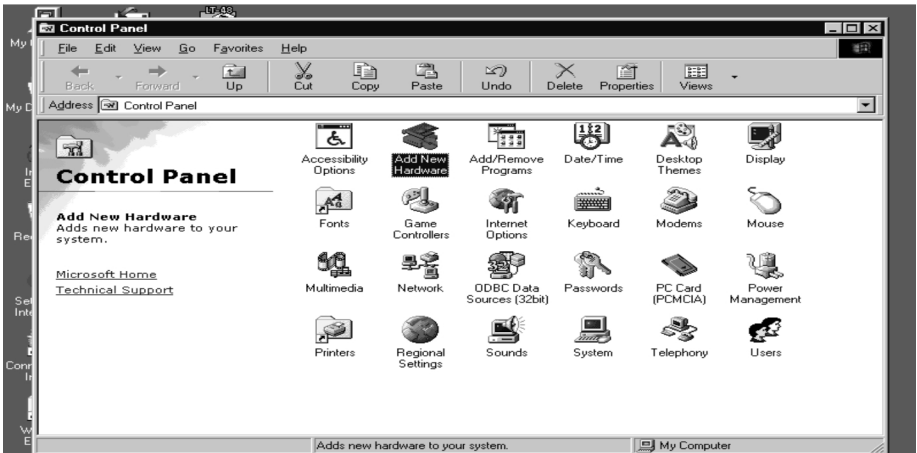 LT-48
Control Panel
File Edit View Go Favorites Help
Back Forward Up Cut Copy Paste Undo Delete Properties Views
Address Control Panel
My
My D
Control Panel
Add New Hardware
Adds new hardware to your
system.
Microsoft Home
Technical Support
Accessibility
Options
Add New
Hardware
Add/Remove
Programs
Date/Time
Desktop
Themes
Display
Fonts
Game
Controllers
Internet
Options
Keyboard
Modems
Mouse
Multimedia
Network
ODBC Data
Sources (32bit)
Passwords
PC Card
(PCMCIA)
Power
Management
Printers
Regional
Settings
Sounds
System
Telephony
Users
Adds new hardware to your system. My Computer